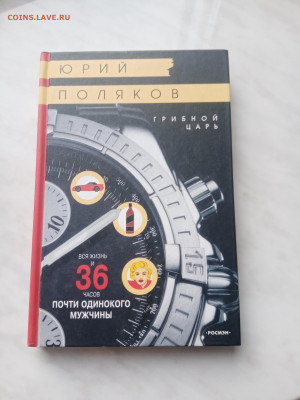 COINS.LAVE.RU
ЮРИЙ
ПОЛЯКОВ
ГРИБНОЙ
ЦАРЬ
15
ВСЯ ЖИЗНЬ
И
36
ЧАСОВ
ПОЧТИ ОДИНОКОГО
МУЖЧИНЫ
·РОСМЭН·